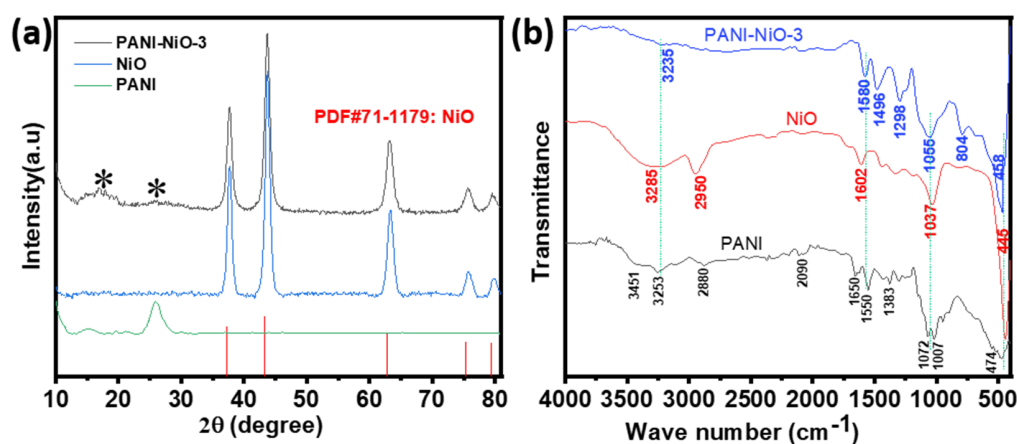 (a)
PANI-NiO-3
NiO
PANI
PDF#71-1179: NiO
*
*
Intensity(a.u)
10 20 30 40 50 60 70 80
2θ (degree)
(b)
PANI-NiO-3
3235
1580
1496
1298
1055
804
458
NiO
3285
2950
1602
1037
445
PANI
3451
3253
2880
2090
1650
1550
1383
1072
1007
474
Transmittance
4000 3500 3000 2500 2000 1500 1000 500
Wave number (cm⁻¹)